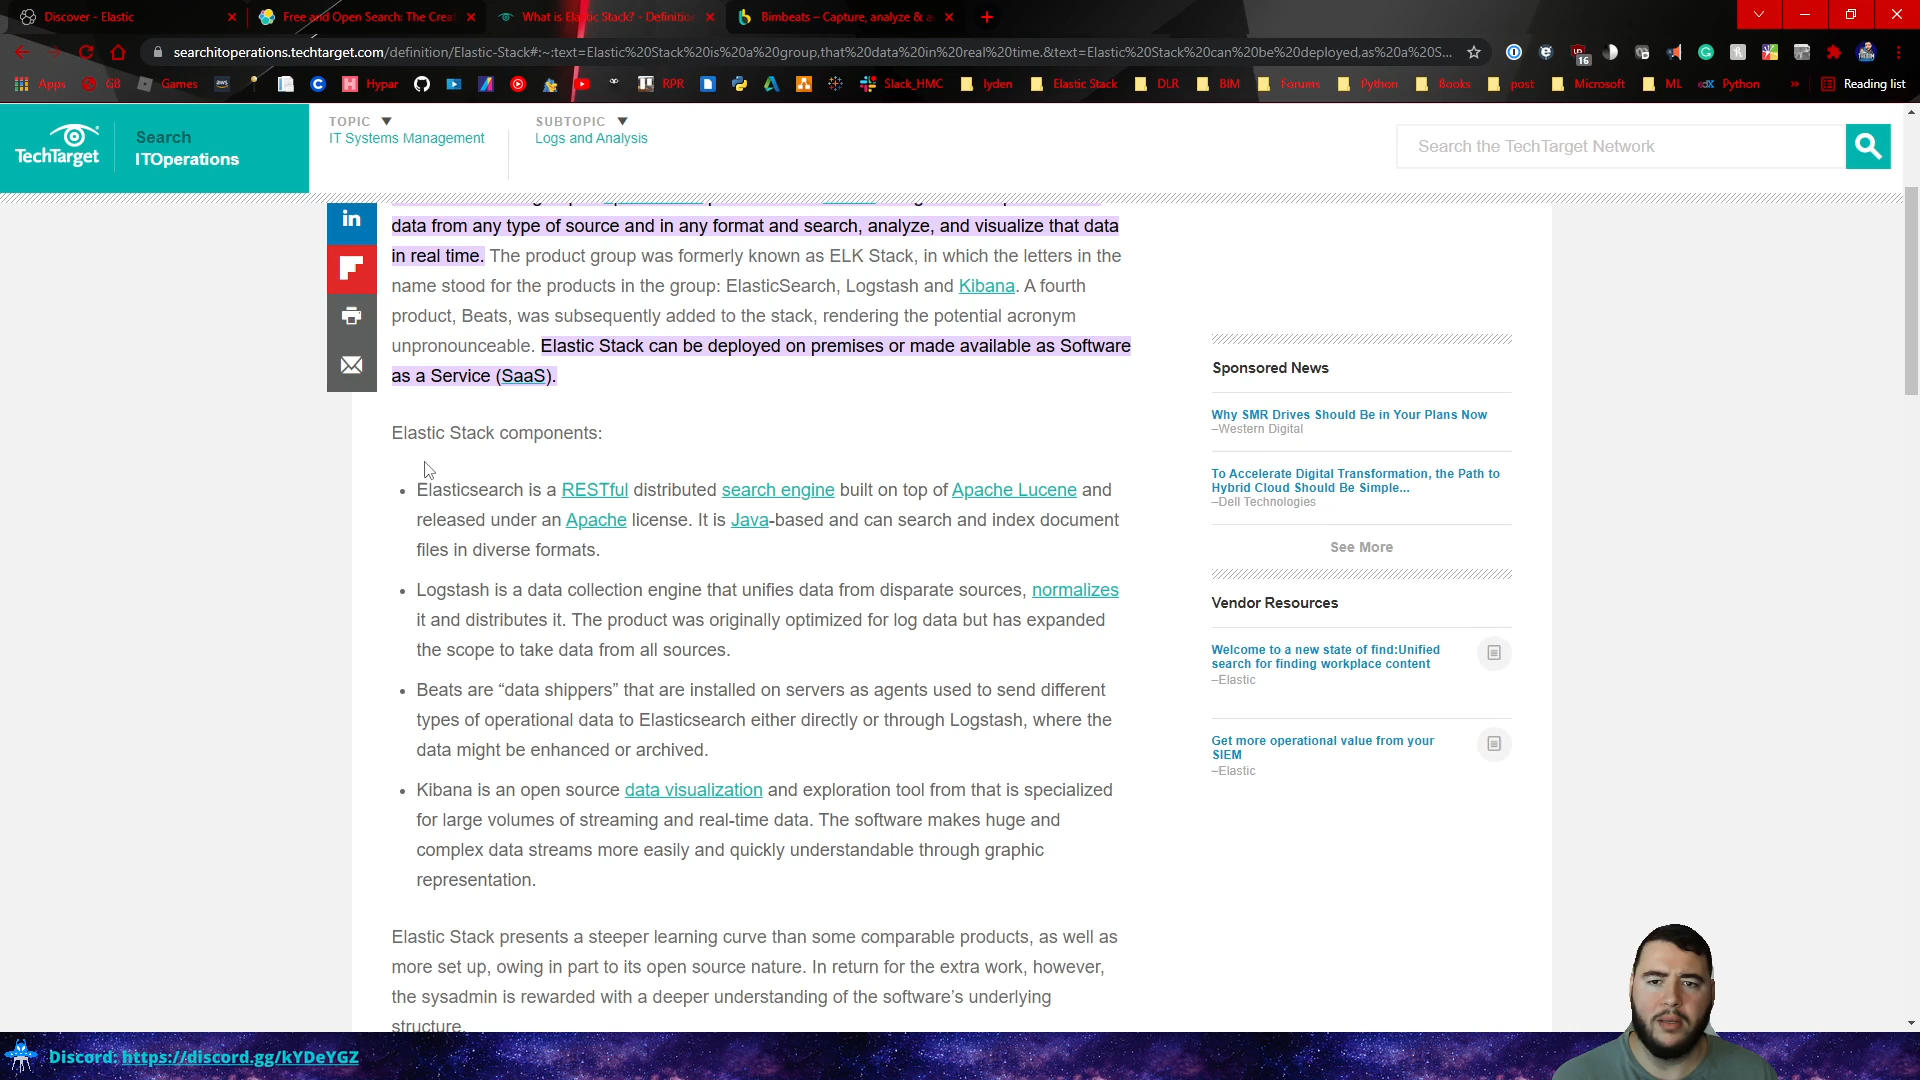 Discover - Elastic
Free and Open Search: The Creat
What is Elastic Stack? - Definition
Bimbeats – Capture, analyze & a
searchitoperations.techtarget.com/definition/Elastic-Stack#:~:text=Elastic%20Stack%20is%20a%20group,that%20data%20in%20real%20time.&text=Elastic%20Stack%20can%20be%20deployed,as%20a%20S...
16
Apps
GB
Games
aws
Hypar
RPR
Slack_HMC
lyden
Elastic Stack
DLR
BIM
Forums
Python
Books
post
Microsoft
ML
edX
Python
»
Reading list
TechTarget
Search
ITOperations
TOPIC
IT Systems Management
SUBTOPIC
Logs and Analysis
Search the TechTarget Network
in
data from any type of source and in any format and search, analyze, and visualize that data
in real time. The product group was formerly known as ELK Stack, in which the letters in the
name stood for the products in the group: ElasticSearch, Logstash and Kibana. A fourth
product, Beats, was subsequently added to the stack, rendering the potential acronym
unpronounceable. Elastic Stack can be deployed on premises or made available as Software
as a Service (SaaS).
Elastic Stack components:
• Elasticsearch is a RESTful distributed search engine built on top of Apache Lucene and
released under an Apache license. It is Java-based and can search and index document
files in diverse formats.
• Logstash is a data collection engine that unifies data from disparate sources, normalizes
it and distributes it. The product was originally optimized for log data but has expanded
the scope to take data from all sources.
• Beats are “data shippers” that are installed on servers as agents used to send different
types of operational data to Elasticsearch either directly or through Logstash, where the
data might be enhanced or archived.
• Kibana is an open source data visualization and exploration tool from that is specialized
for large volumes of streaming and real-time data. The software makes huge and
complex data streams more easily and quickly understandable through graphic
representation.
Elastic Stack presents a steeper learning curve than some comparable products, as well as
more set up, owing in part to its open source nature. In return for the extra work, however,
the sysadmin is rewarded with a deeper understanding of the software’s underlying
structure.
Sponsored News
Why SMR Drives Should Be in Your Plans Now
–Western Digital
To Accelerate Digital Transformation, the Path to
Hybrid Cloud Should Be Simple...
–Dell Technologies
See More
Vendor Resources
Welcome to a new state of find:Unified
search for finding workplace content
–Elastic
Get more operational value from your
SIEM
–Elastic
Discord: https://discord.gg/kYDeYGZ